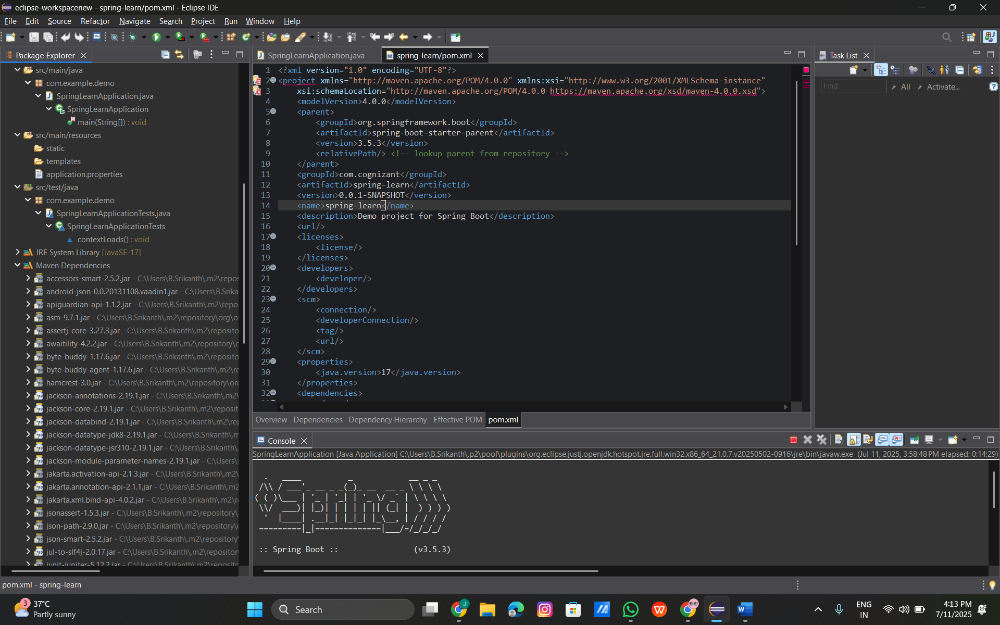 eclipse-workspacenew - spring-learn/pom.xml - Eclipse IDE
File Edit Source Refactor Navigate Search Project Run Window Help
Package Explorer
src/main/java
com.example.demo
SpringLearnApplication.java
SpringLearnApplication
main(String[]) : void
src/main/resources
static
templates
application.properties
src/test/java
com.example.demo
SpringLearnApplicationTests.java
SpringLearnApplicationTests
contextLoads() : void
JRE System Library [JavaSE-17]
Maven Dependencies
accessors-smart-2.5.2.jar - C:\Users\B.Srikanth\.m2\repos
android-json-0.0.20131108.vaadin1.jar - C:\Users\B.Srika
apiguardian-api-1.1.2.jar - C:\Users\B.Srikanth\.m2\repo
asm-9.7.1.jar - C:\Users\B.Srikanth\.m2\repository\org\o
assertj-core-3.27.3.jar - C:\Users\B.Srikanth\.m2\reposito
awaitility-4.2.2.jar - C:\Users\B.Srikanth\.m2\repository\c
byte-buddy-1.17.6.jar - C:\Users\B.Srikanth\.m2\reposito
byte-buddy-agent-1.17.6.jar - C:\Users\B.Srikanth\.m2\re
hamcrest-3.0.jar - C:\Users\B.Srikanth\.m2\repository\org
jackson-annotations-2.19.1.jar - C:\Users\B.Srikanth\.m2\
jackson-core-2.19.1.jar - C:\Users\B.Srikanth\.m2\reposit
jackson-databind-2.19.1.jar - C:\Users\B.Srikanth\.m2\rep
jackson-datatype-jdk8-2.19.1.jar - C:\Users\B.Srikanth\.m
jackson-datatype-jsr310-2.19.1.jar - C:\Users\B.Srikanth\.
jackson-module-parameter-names-2.19.1.jar - C:\Users\
jakarta.activation-api-2.1.3.jar - C:\Users\B.Srikanth\.m2\
jakarta.annotation-api-2.1.1.jar - C:\Users\B.Srikanth\.m2
jakarta.xml.bind-api-4.0.2.jar - C:\Users\B.Srikanth\.m2\r
jsonassert-1.5.3.jar - C:\Users\B.Srikanth\.m2\repository\
json-path-2.9.0.jar - C:\Users\B.Srikanth\.m2\repository\c
json-smart-2.5.2.jar - C:\Users\B.Srikanth\.m2\repository\
jul-to-slf4j-2.0.17.jar - C:\Users\B.Srikanth\.m2\repository
junit-jupiter-5.12.2.jar - C:\Users\B.Srikanth\.m2\reposito
SpringLearnApplication.java
spring-learn/pom.xml
1 <?xml version="1.0" encoding="UTF-8"?>
2 <project xmlns="http://maven.apache.org/POM/4.0.0" xmlns:xsi="http://www.w3.org/2001/XMLSchema-instance"
3 xsi:schemaLocation="http://maven.apache.org/POM/4.0.0 https://maven.apache.org/xsd/maven-4.0.0.xsd">
4 <modelVersion>4.0.0</modelVersion>
5 <parent>
6 <groupId>org.springframework.boot</groupId>
7 <artifactId>spring-boot-starter-parent</artifactId>
8 <version>3.5.3</version>
9 <relativePath/> <!-- lookup parent from repository -->
10 </parent>
11 <groupId>com.cognizant</groupId>
12 <artifactId>spring-learn</artifactId>
13 <version>0.0.1-SNAPSHOT</version>
14 <name>spring-learn</name>
15 <description>Demo project for Spring Boot</description>
16 <url/>
17 <licenses>
18 <license/>
19 </licenses>
20 <developers>
21 <developer/>
22 </developers>
23 <scm>
24 <connection/>
25 <developerConnection/>
26 <tag/>
27 <url/>
28 </scm>
29 <properties>
30 <java.version>17</java.version>
31 </properties>
32 <dependencies>
Overview Dependencies Dependency Hierarchy Effective POM pom.xml
Task List
Find
All
Activate...
Console
SpringLearnApplication [Java Application] C:\Users\B.Srikanth\.p2\pool\plugins\org.eclipse.justj.openjdk.hotspot.jre.full.win32.x86_64_21.0.7.v20250502-0916\jre\bin\javaw.exe (Jul 11, 2025, 3:58:48 PM elapsed: 0:14:29)
Spring
:: Spring Boot :: (v3.5.3)
pom.xml - spring-learn
3
37°C
Partly sunny
Search
J
ENG
IN
4:13 PM
7/11/2025